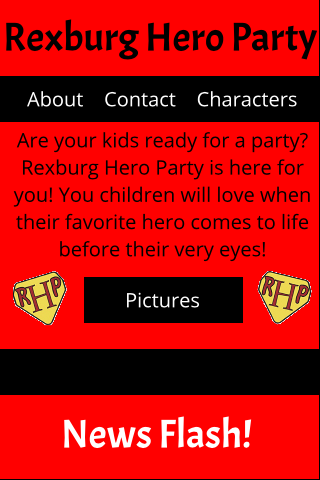 Rexburg Hero Party
About Contact Characters
Are your kids ready for a party?
Rexburg Hero Party is here for
you! You children will love when
their favorite hero comes to life
before their very eyes!
RHP Pictures RHP
News Flash!